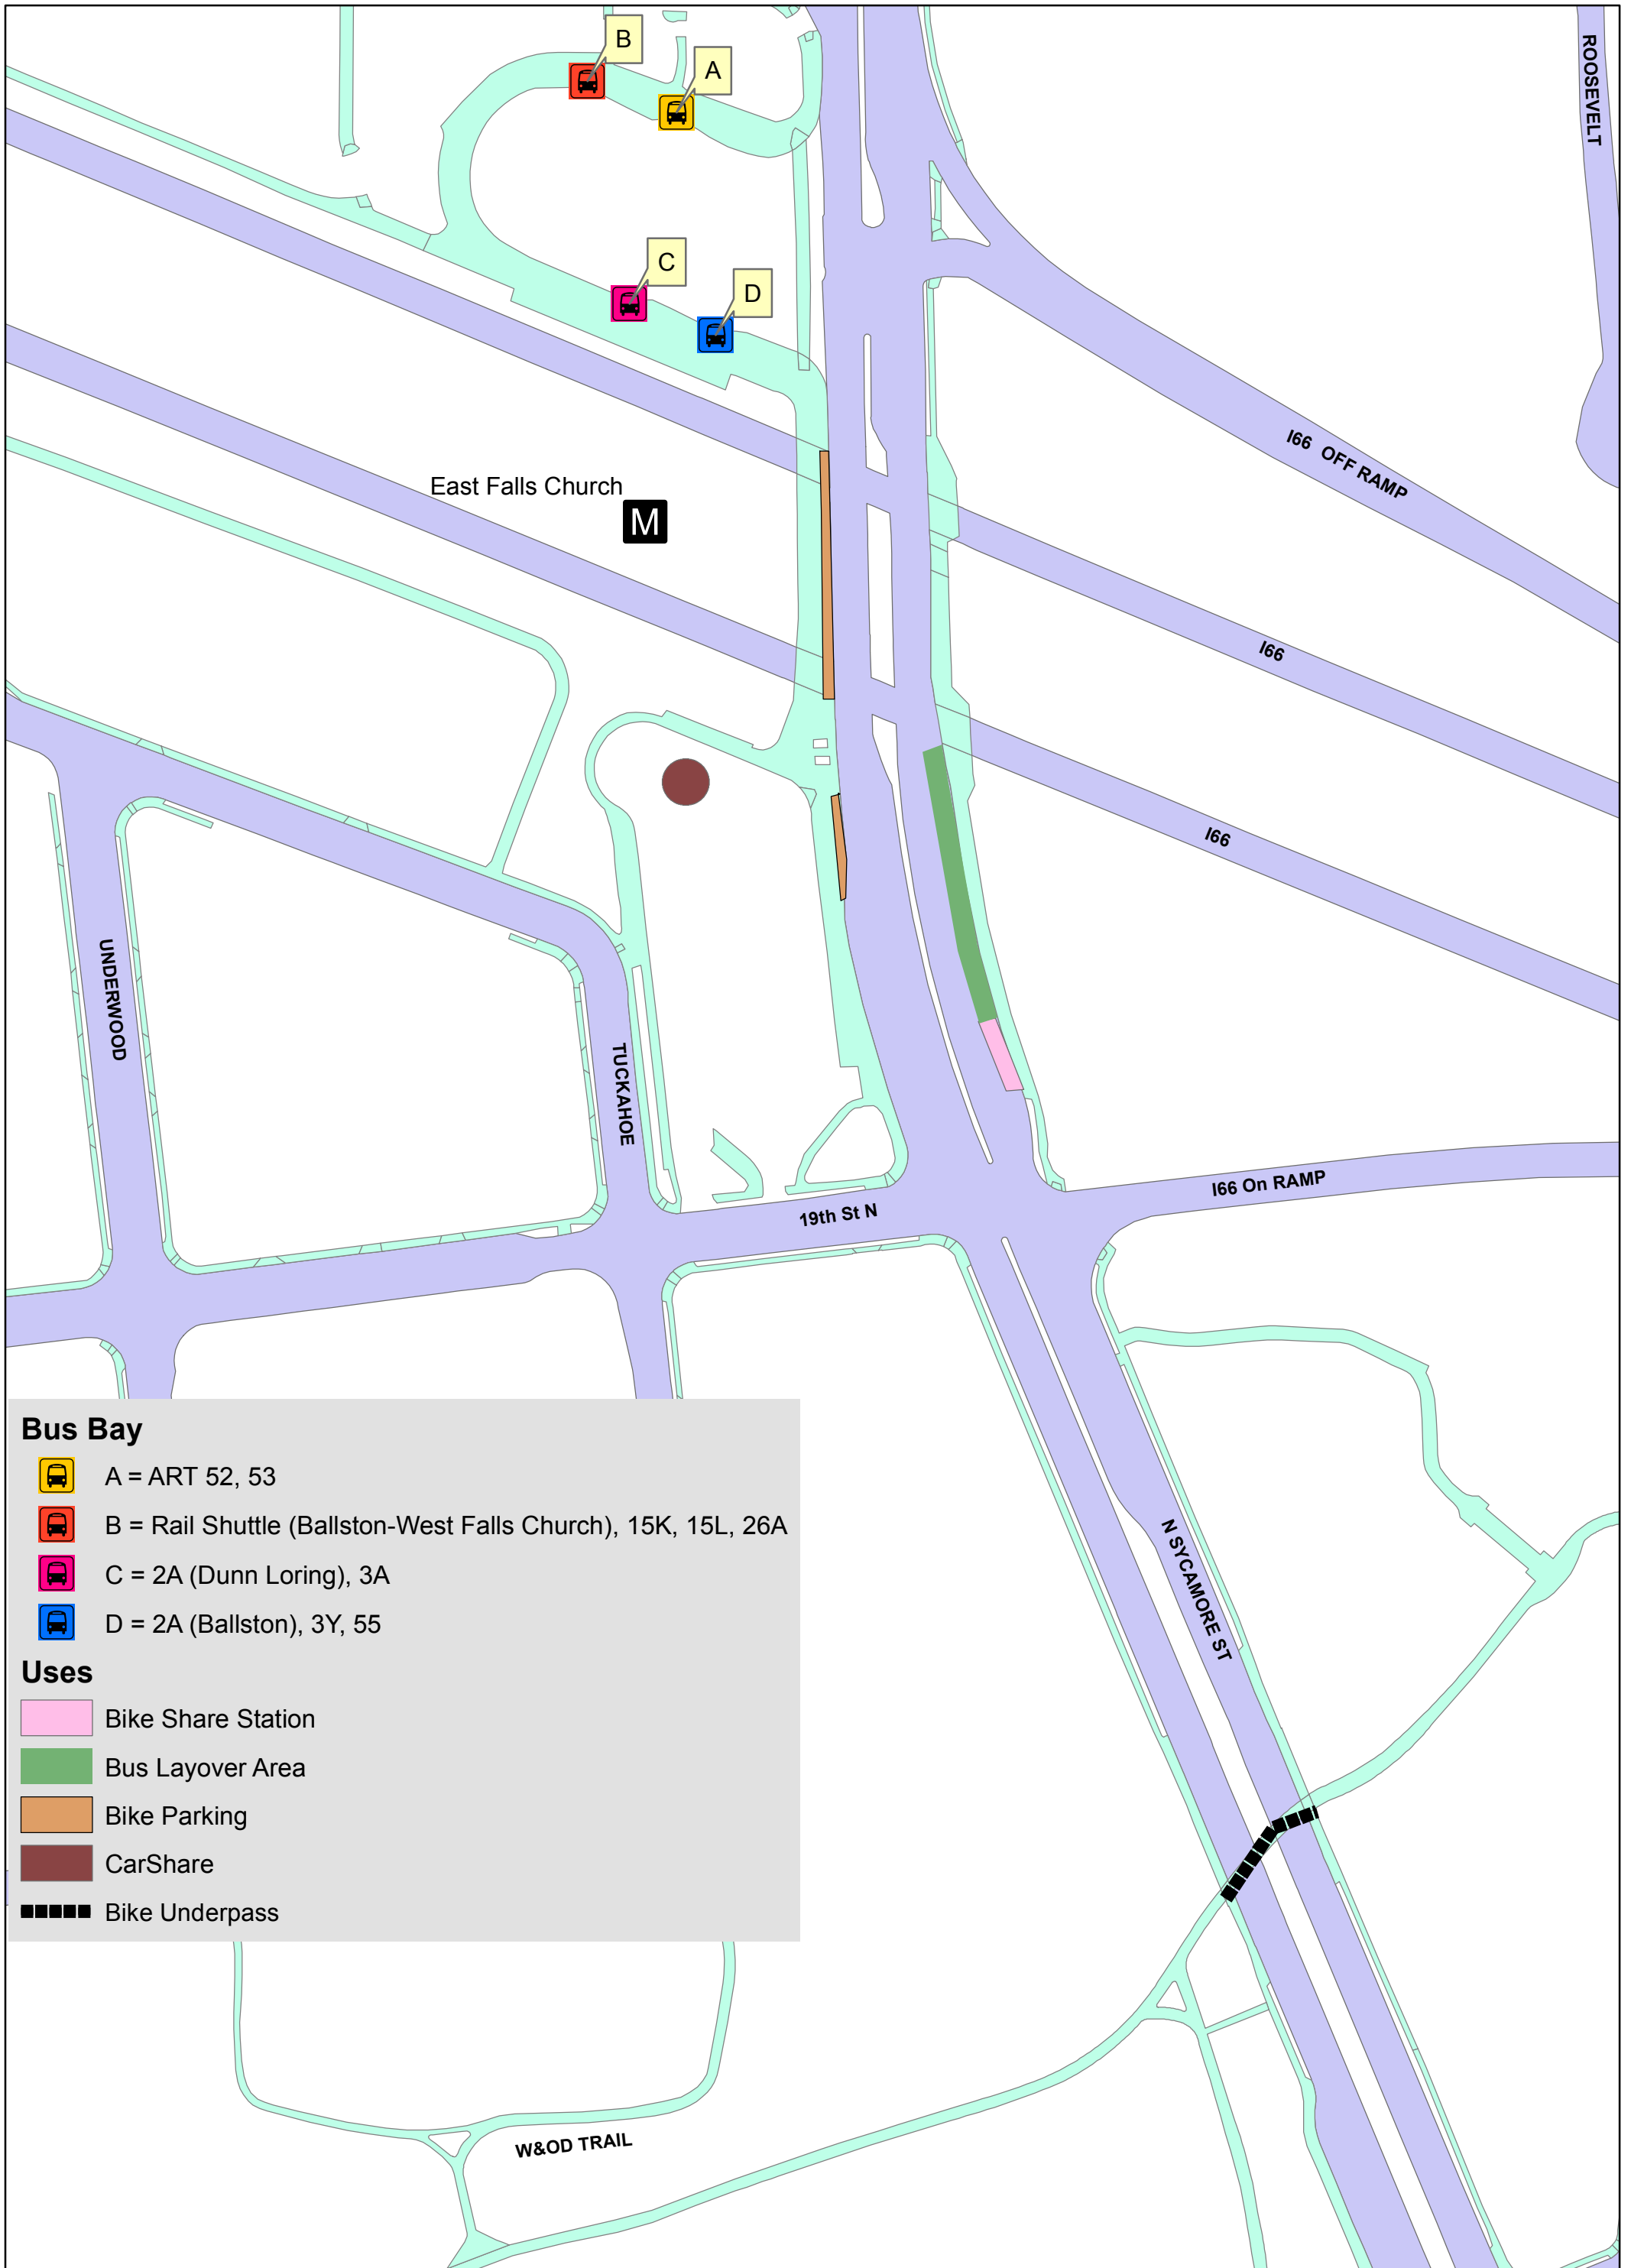 B
A
ROOSEVELT
C
D
I66 OFF RAMP
East Falls Church
M
I66
I66
UNDERWOOD
TUCKAHOE
I66 On RAMP
19th St N
Bus Bay
A = ART 52, 53
B = Rail Shuttle (Ballston-West Falls Church), 15K, 15L, 26A
C = 2A (Dunn Loring), 3A
D = 2A (Ballston), 3Y, 55
N SYCAMORE ST
Uses
Bike Share Station
Bus Layover Area
Bike Parking
CarShare
Bike Underpass
W&OD TRAIL